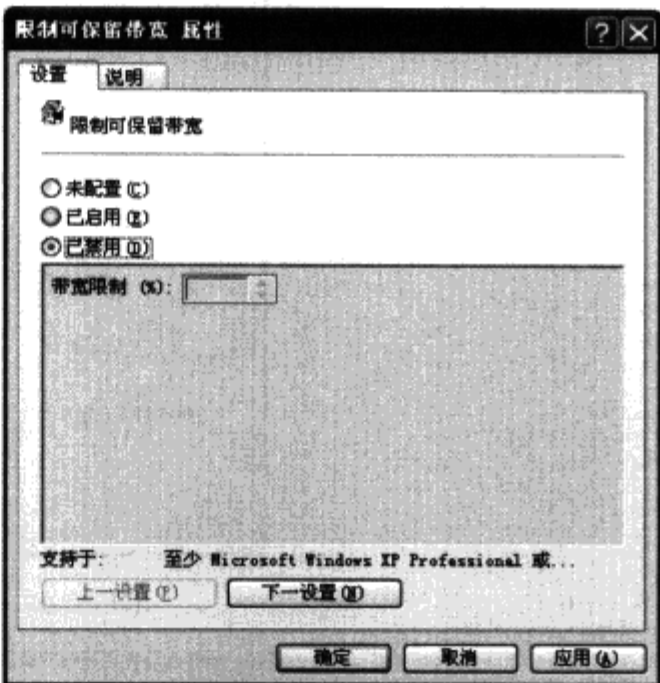 限制可保留带宽 属性
设置 说明
限制可保留带宽
未配置(C)
已启用(E)
已禁用(D)
带宽限制 (%):
支持于: 至少 Microsoft Windows XP Professional 或...
上一设置(P) 下一设置(N)
确定 取消 应用(A)